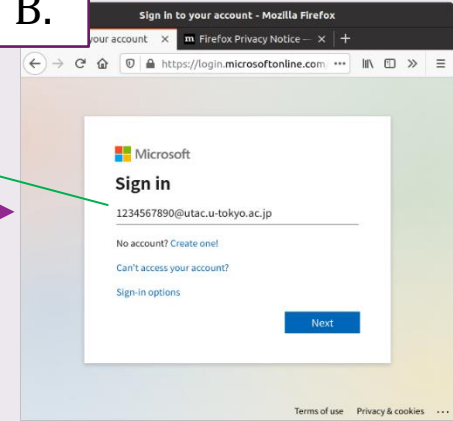 B.
Sign in to your account - Mozilla Firefox
your account × m Firefox Privacy Notice — × +
https://login.microsoftonline.com ···
Microsoft
Sign in
1234567890@utac.u-tokyo.ac.jp
No account? Create one!
Can't access your account?
Sign-in options
Next
Terms of use Privacy & cookies ···